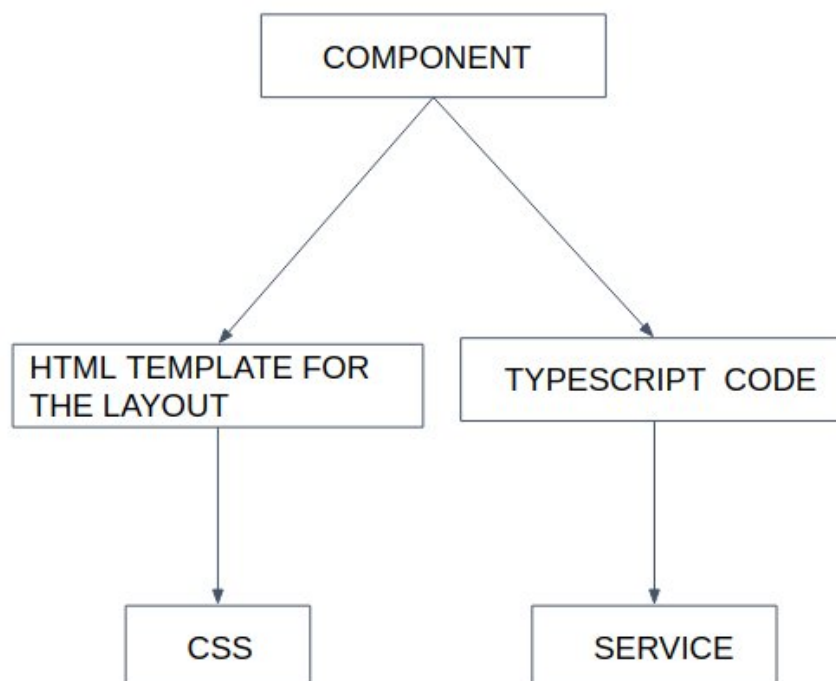 COMPONENT
HTML TEMPLATE FOR
THE LAYOUT
TYPESCRIPT CODE
CSS
SERVICE